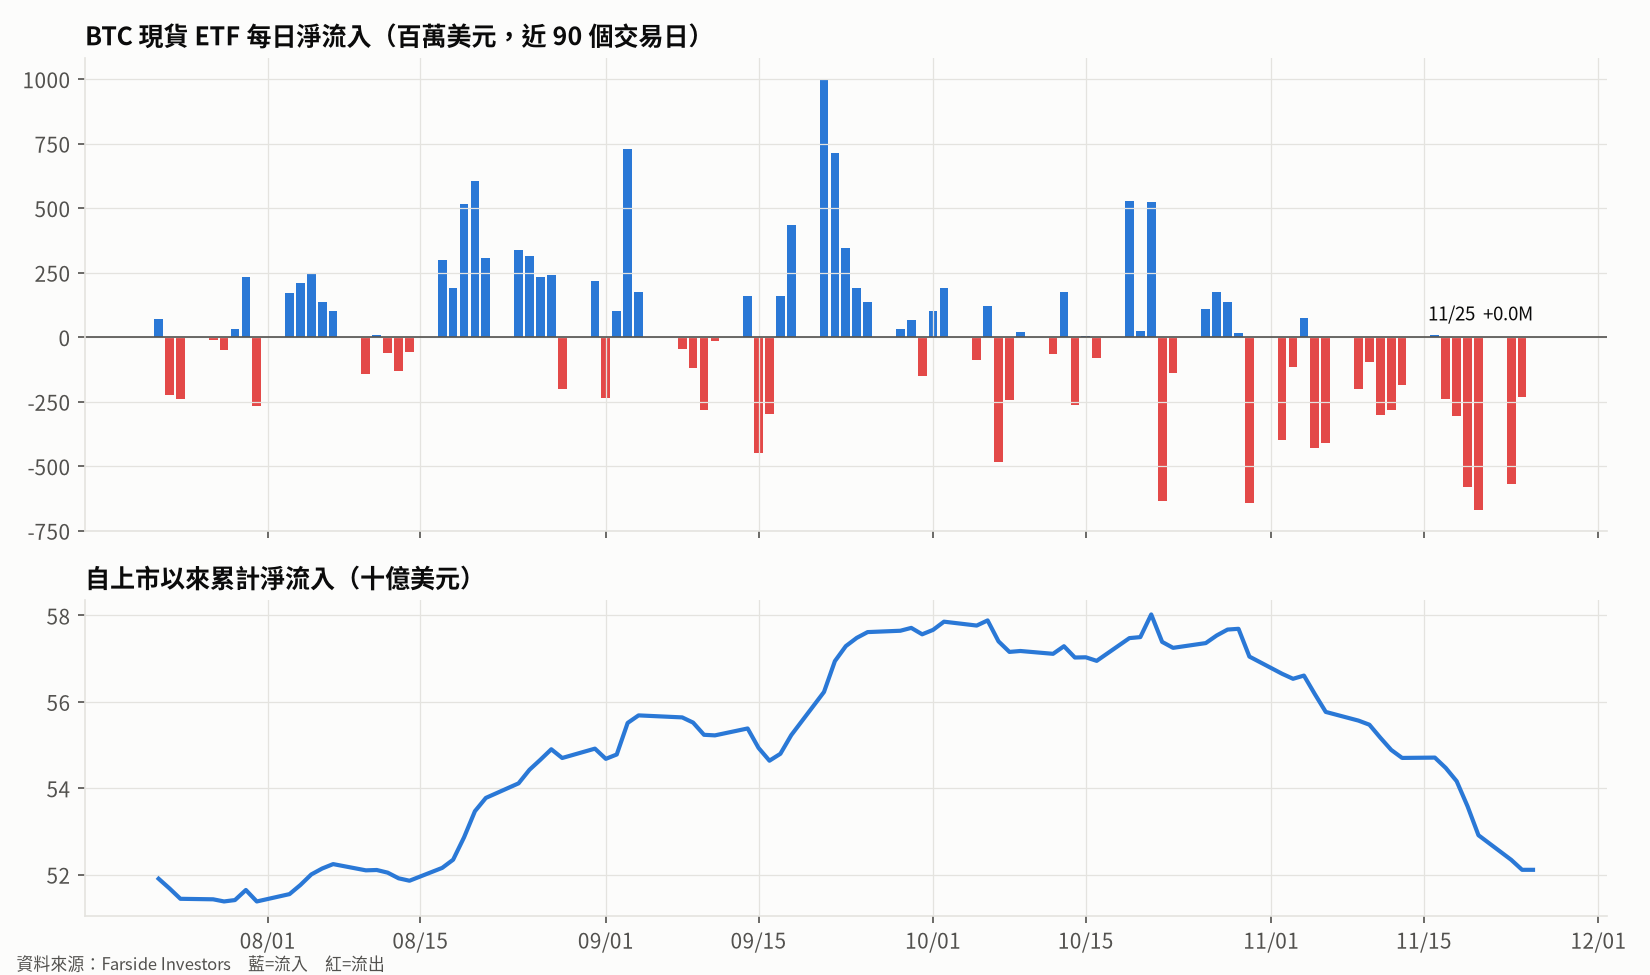 BTC 現貨 ETF 每日淨流入（百萬美元，近 90 個交易日）
1000
750
500
250
0
-250
-500
-750
11/25 +0.0M
自上市以來累計淨流入（十億美元）
58
56
54
52
08/01 08/15 09/01 09/15 10/01 10/15 11/01 11/15 12/01
資料來源：Farside Investors 藍=流入 紅=流出